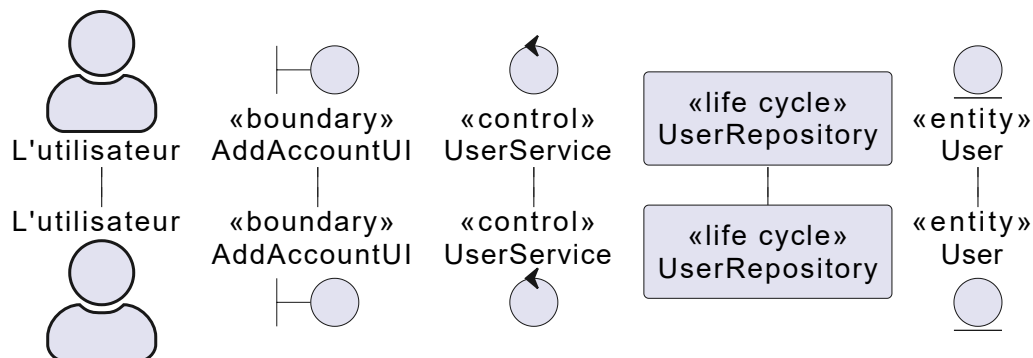 «life cycle»
UserRepository
«boundary»
AddAccountUI
«control»
UserService
«entity»
User
L'utilisateur
L'utilisateur
«boundary»
AddAccountUI
«control»
UserService
«life cycle»
UserRepository
«entity»
User